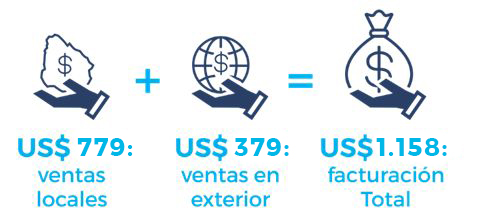 $ + $ = $
US$ 779: US$ 379: US$1.158:
ventas ventas en facturación
locales exterior Total